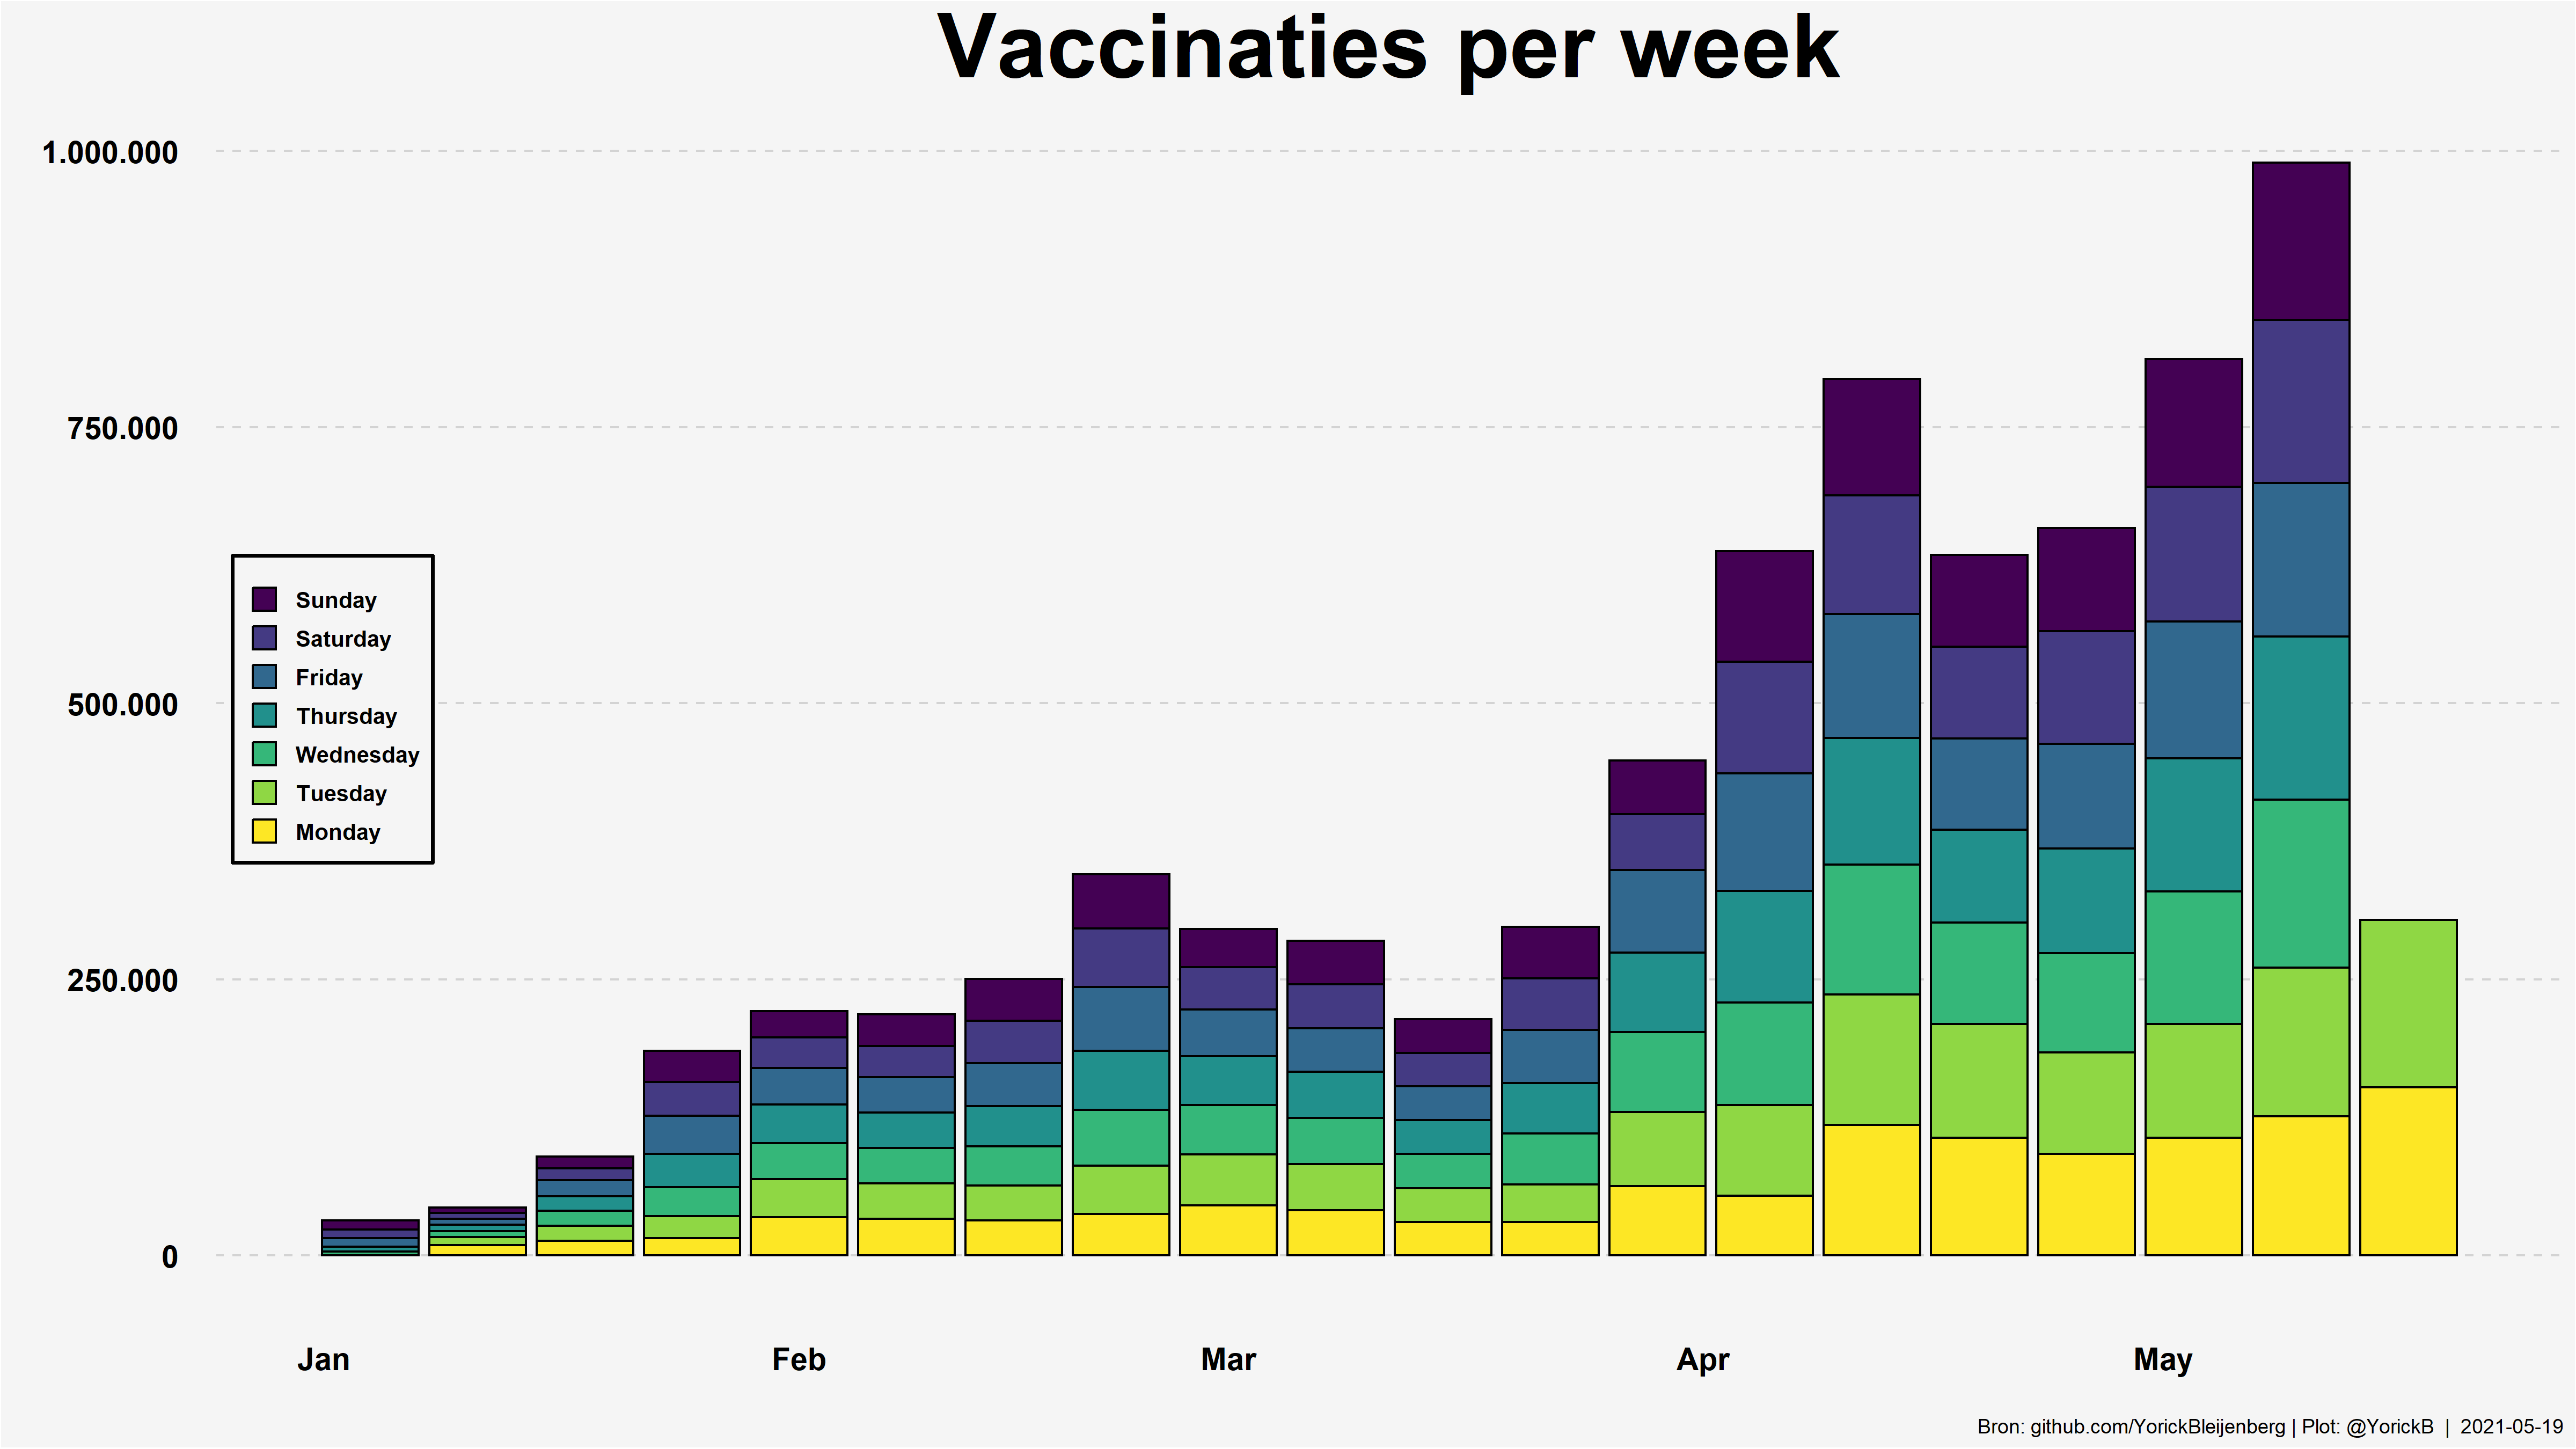 Vaccinaties per week
1.000.000
750.000
500.000
250.000
0
Sunday
Saturday
Friday
Thursday
Wednesday
Tuesday
Monday
Jan Feb Mar Apr May
Bron: github.com/YorickBleijenberg | Plot: @YorickB | 2021-05-19